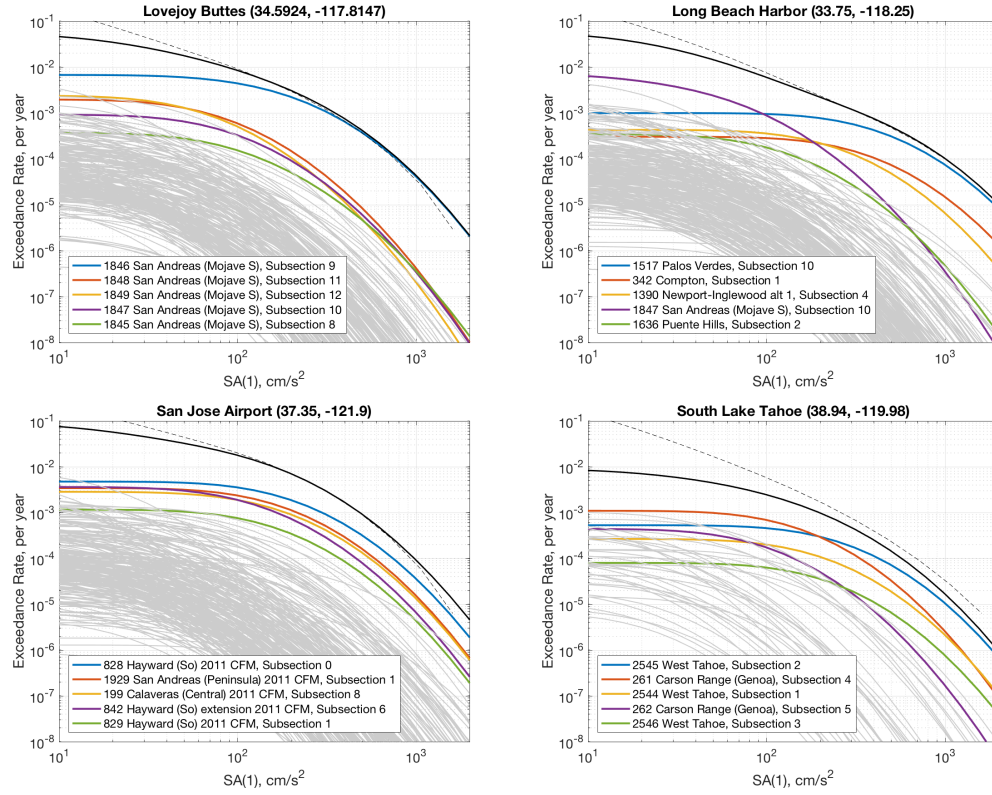 Lovejoy Buttes (34.5924, -117.8147)
Exceedance Rate, per year
10^-1
10^-2
10^-3
10^-4
10^-5
10^-6
10^-7
10^-8
1846 San Andreas (Mojave S), Subsection 9
1848 San Andreas (Mojave S), Subsection 11
1849 San Andreas (Mojave S), Subsection 12
1847 San Andreas (Mojave S), Subsection 10
1845 San Andreas (Mojave S), Subsection 8
10^1 10^2 10^3
SA(1), cm/s^2
Long Beach Harbor (33.75, -118.25)
Exceedance Rate, per year
10^-1
10^-2
10^-3
10^-4
10^-5
10^-6
10^-7
10^-8
1517 Palos Verdes, Subsection 10
342 Compton, Subsection 1
1390 Newport-Inglewood alt 1, Subsection 4
1847 San Andreas (Mojave S), Subsection 10
1636 Puente Hills, Subsection 2
10^1 10^2 10^3
SA(1), cm/s^2
San Jose Airport (37.35, -121.9)
Exceedance Rate, per year
10^-1
10^-2
10^-3
10^-4
10^-5
10^-6
10^-7
10^-8
828 Hayward (So) 2011 CFM, Subsection 0
1929 San Andreas (Peninsula) 2011 CFM, Subsection 1
199 Calaveras (Central) 2011 CFM, Subsection 8
842 Hayward (So) extension 2011 CFM, Subsection 6
829 Hayward (So) 2011 CFM, Subsection 1
10^1 10^2 10^3
SA(1), cm/s^2
South Lake Tahoe (38.94, -119.98)
Exceedance Rate, per year
10^-1
10^-2
10^-3
10^-4
10^-5
10^-6
10^-7
10^-8
2545 West Tahoe, Subsection 2
261 Carson Range (Genoa), Subsection 4
2544 West Tahoe, Subsection 1
262 Carson Range (Genoa), Subsection 5
2546 West Tahoe, Subsection 3
10^1 10^2 10^3
SA(1), cm/s^2